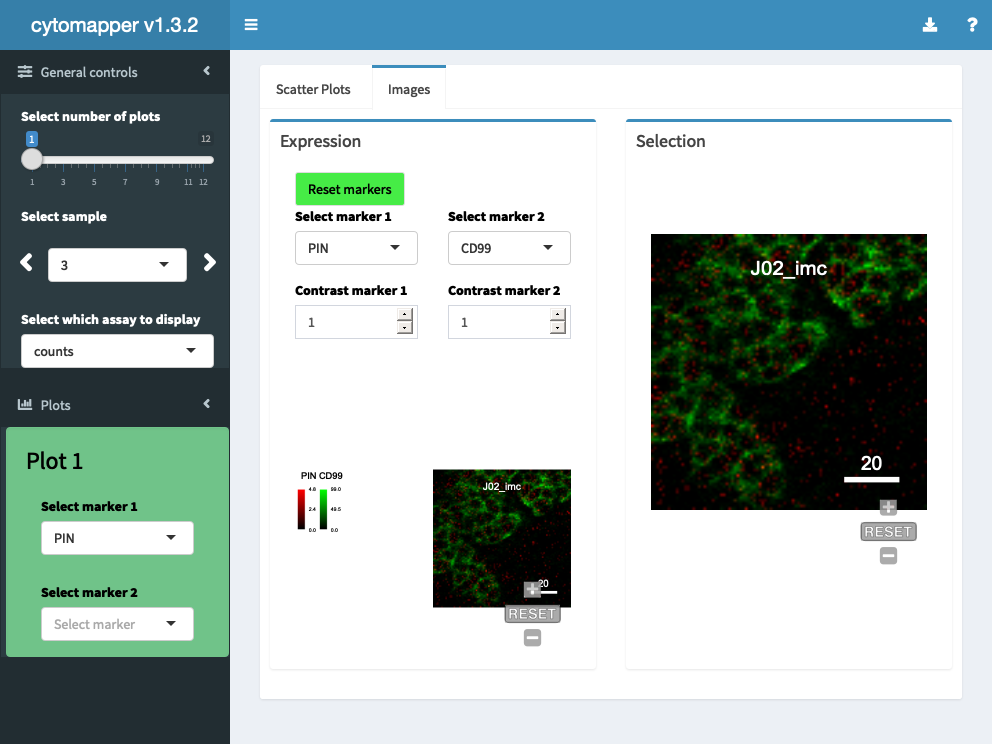 cytomapper v1.3.2
?
General controls
Select number of plots
1
12
1 3 5 7 9 11 12
Select sample
3
Select which assay to display
counts
Plots
Plot 1
Select marker 1
PIN
Select marker 2
Select marker
Scatter Plots Images
Expression
Reset markers
Select marker 1 Select marker 2
PIN CD99
Contrast marker 1 Contrast marker 2
1 1
PIN CD99
4.8 99.0
2.4 49.5
0.0 0.0
J02_imc
20
RESET
Selection
J02_imc
20
RESET